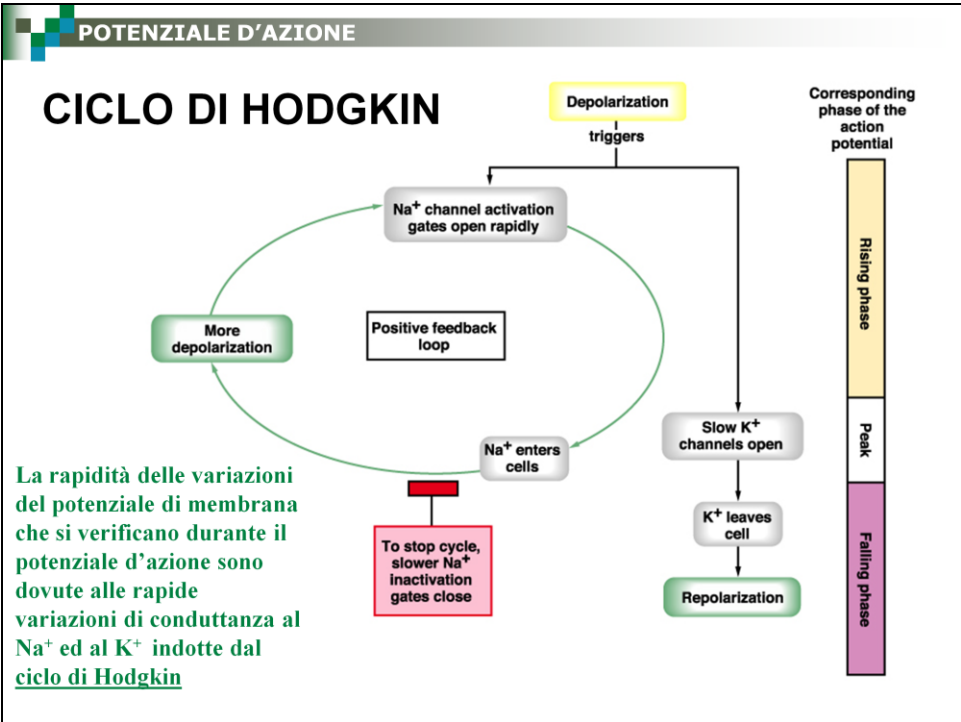 POTENZIALE D'AZIONE
CICLO DI HODGKIN
Depolarization
triggers
Corresponding
phase of the
action
potential
Na+ channel activation
gates open rapidly
Rising phase
More
depolarization
Positive feedback
loop
Slow K+
channels open
Peak
Na+ enters
cells
La rapidità delle variazioni
del potenziale di membrana
che si verificano durante il
potenziale d'azione sono
dovute alle rapide
variazioni di conduttanza al
Na+ ed al K+ indotte dal
ciclo di Hodgkin
To stop cycle,
slower Na+
inactivation
gates close
K+ leaves
cell
Repolarization
Falling phase